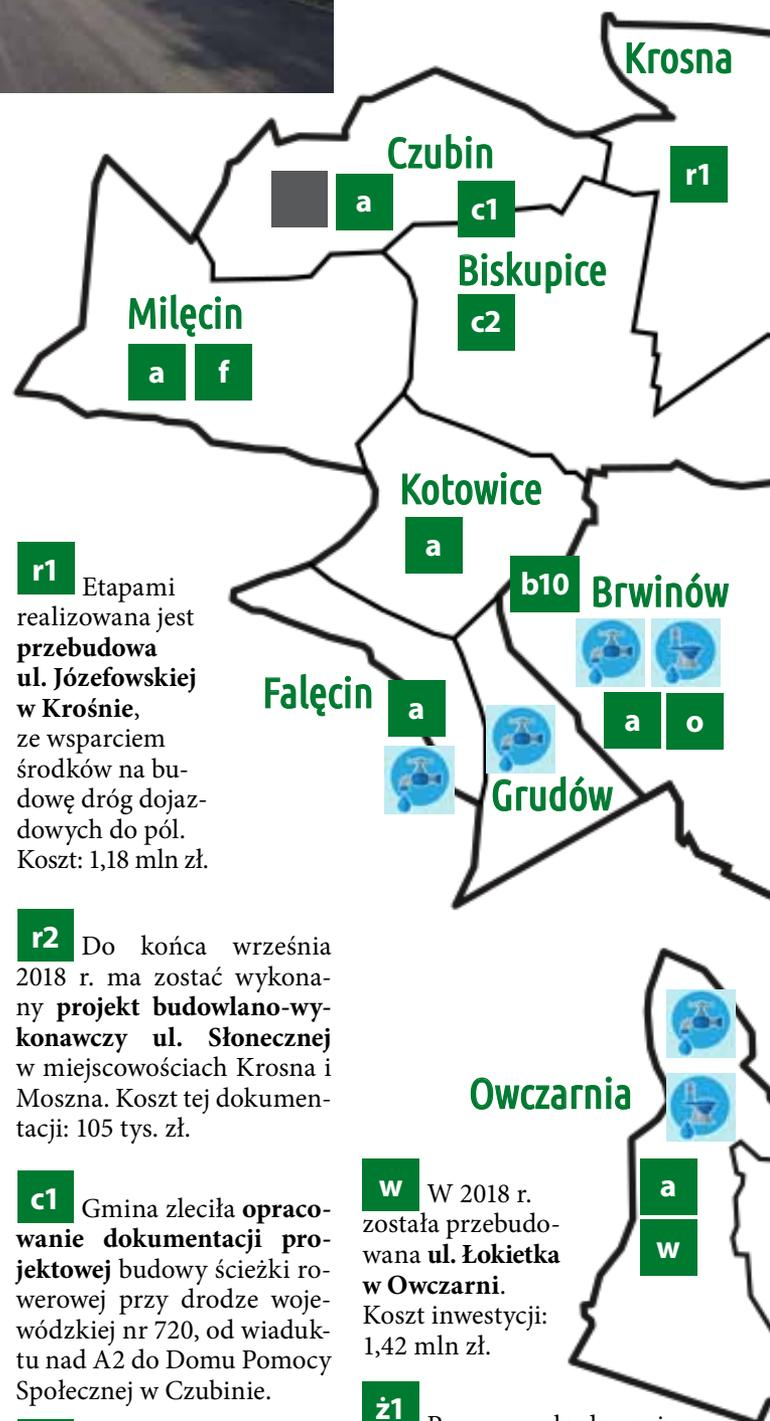 Krosna
r1
Czubin
a
c1
Biskupice
c2
Milęcin
a f
Kotowice
a
b10
Brwinów
a o
Falęcin
a
Grudów
Owczarnia
a
w
r1 Etapami
realizowana jest
przebudowa
ul. Józefowskiej
w Krośnie,
ze wsparciem
środków na bu-
dowę dróg dojaz-
dowych do pól.
Koszt: 1,18 mln zł.
r2 Do końca września
2018 r. ma zostać wykona-
ny projekt budowlano-wy-
konawczy ul. Słonecznej
w miejscowościach Krosna i
Moszna. Koszt tej dokumen-
tacji: 105 tys. zł.
c1 Gmina zleciła opraco-
wanie dokumentacji pro-
jektowej budowy ścieżki ro-
werowej przy drodze woje-
wódzkiej nr 720, od wiaduk-
tu nad A2 do Domu Pomocy
Społecznej w Czubinie.
w W 2018 r.
została przebudo-
wana ul. Łokietka
w Owczarni.
Koszt inwestycji:
1,42 mln zł.
ż1